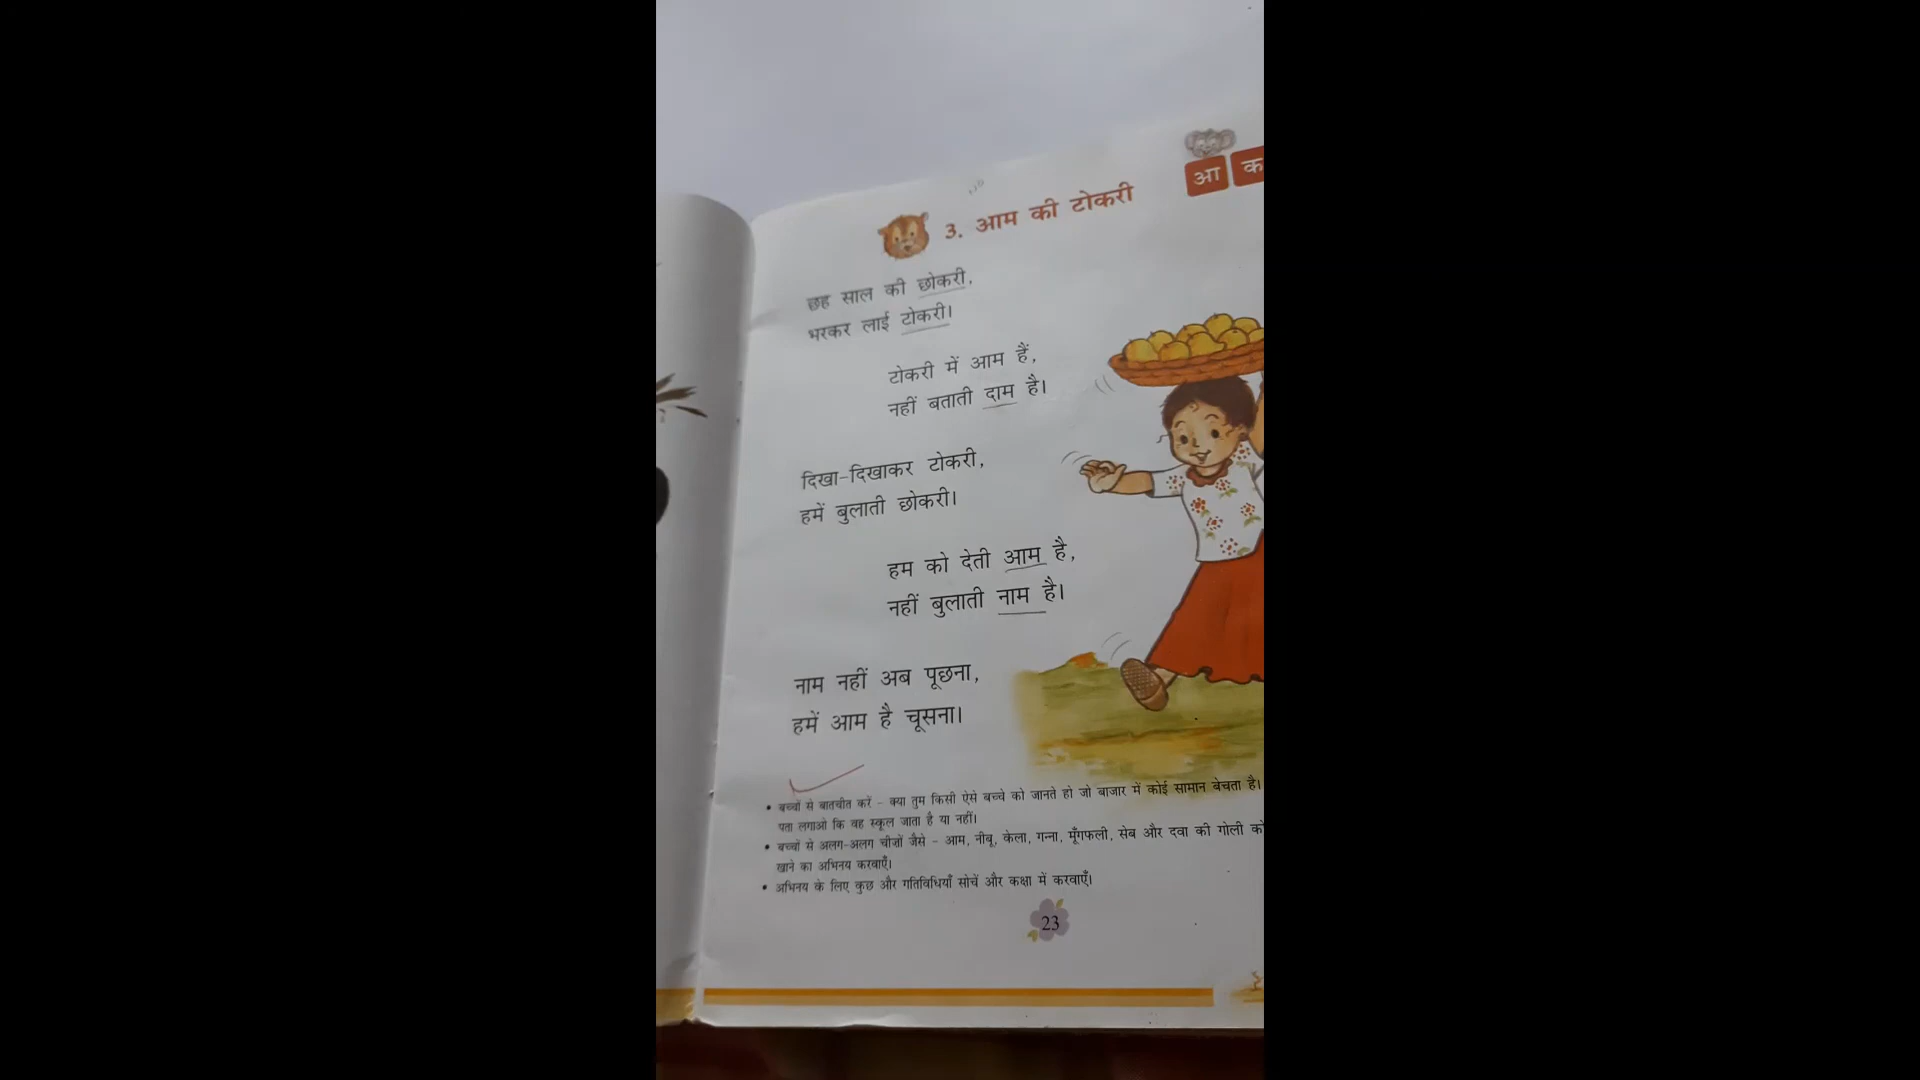 आ क
3. आम की टोकरी
छह साल की छोकरी,
भरकर लाई टोकरी।
टोकरी में आम हैं,
नहीं बताती दाम है।
दिखा-दिखाकर टोकरी,
हमें बुलाती छोकरी।
हम को देती आम है,
नहीं बुलाती नाम है।
नाम नहीं अब पूछना,
हमें आम है चूसना।
• बच्चों से बातचीत करें - क्या तुम किसी ऐसे बच्चे को जानते हो जो बाजार में कोई सामान बेचता है।
पता लगाओ कि वह स्कूल जाता है या नहीं।
• बच्चों से अलग-अलग चीज़ों जैसे - आम, नीबू, केला, गन्ना, मूँगफली, सेब और दवा की गोली को
खाने का अभिनय करवाएँ।
• अभिनय के लिए कुछ और गतिविधियाँ सोचें और कक्षा में करवाएँ।
23